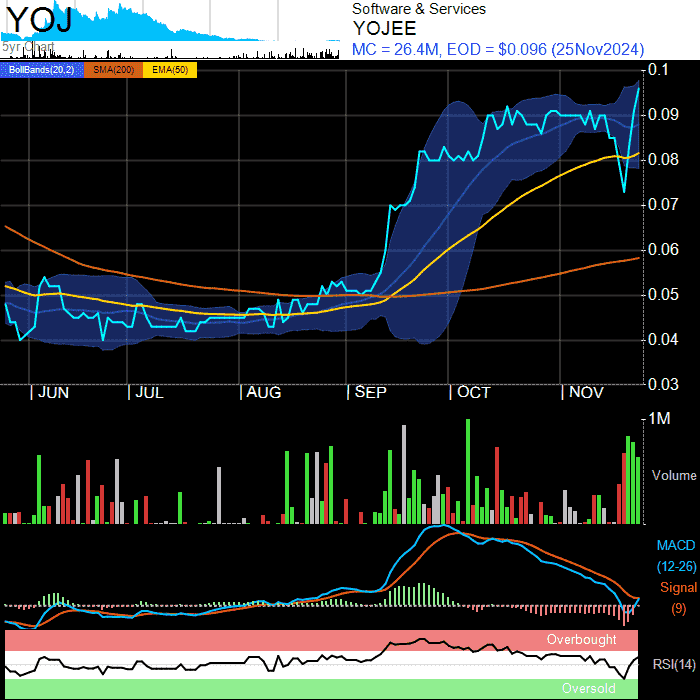 YOJ
5yr Chart
Software & Services
YOJEE
MC = 26.4M, EOD = $0.096 (25Nov2024)
BollBands(20,2) SMA(200) EMA(50)
0.1
0.09
0.08
0.07
0.06
0.05
0.04
0.03
JUN JUL AUG SEP OCT NOV
1M
Volume
MACD
(12-26)
Signal
(9)
Overbought
RSI(14)
Oversold